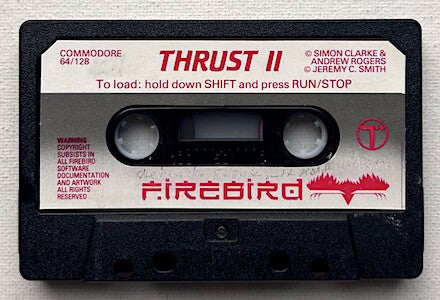 COMMODORE
64/128
THRUST II
© SIMON CLARKE &
ANDREW ROGERS
© JEREMY C. SMITH
To load: hold down SHIFT and press RUN/STOP
WARNING
COPYRIGHT
SUBSISTS IN
ALL FIREBIRD
SOFTWARE
DOCUMENTATION
AND ARTWORK
ALL RIGHTS
RESERVED
T
FIREBIRD